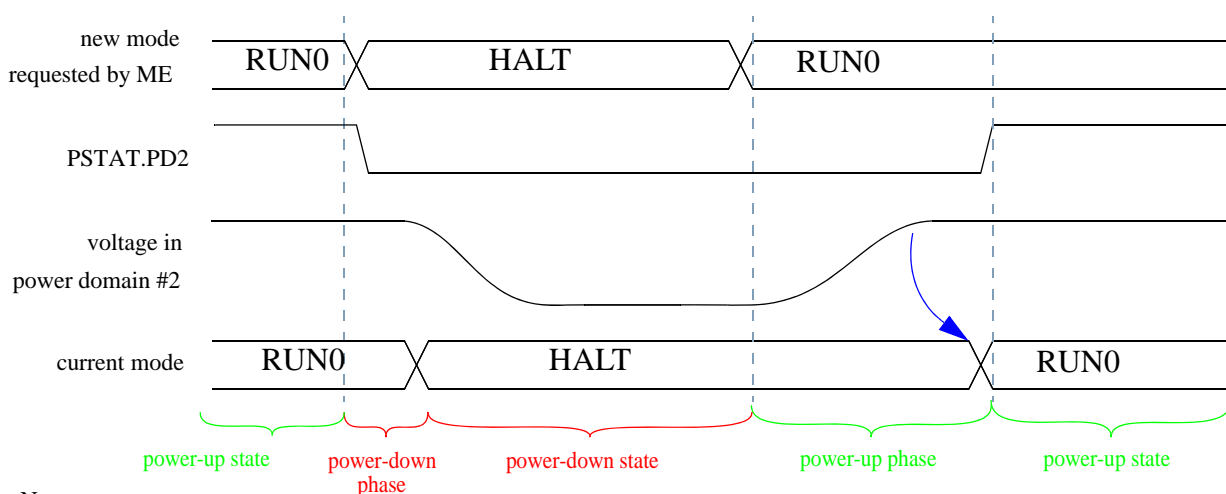 new mode
requested by ME
RUN0
HALT
RUN0
PSTAT.PD2
voltage in
power domain #2
current mode
RUN0
HALT
RUN0
power-up state
power-down
phase
power-down state
power-up phase
power-up state